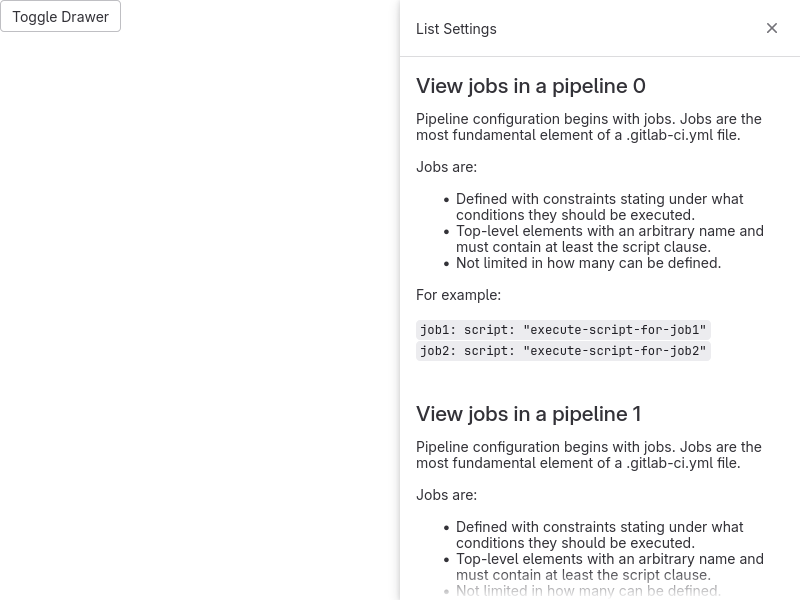 Toggle Drawer
List Settings
View jobs in a pipeline 0
Pipeline configuration begins with jobs. Jobs are the
most fundamental element of a .gitlab-ci.yml file.
Jobs are:
• Defined with constraints stating under what
conditions they should be executed.
• Top-level elements with an arbitrary name and
must contain at least the script clause.
• Not limited in how many can be defined.
For example:
job1: script: "execute-script-for-job1"
job2: script: "execute-script-for-job2"
View jobs in a pipeline 1
Pipeline configuration begins with jobs. Jobs are the
most fundamental element of a .gitlab-ci.yml file.
Jobs are:
• Defined with constraints stating under what
conditions they should be executed.
• Top-level elements with an arbitrary name and
must contain at least the script clause.
• Not limited in how many can be defined.